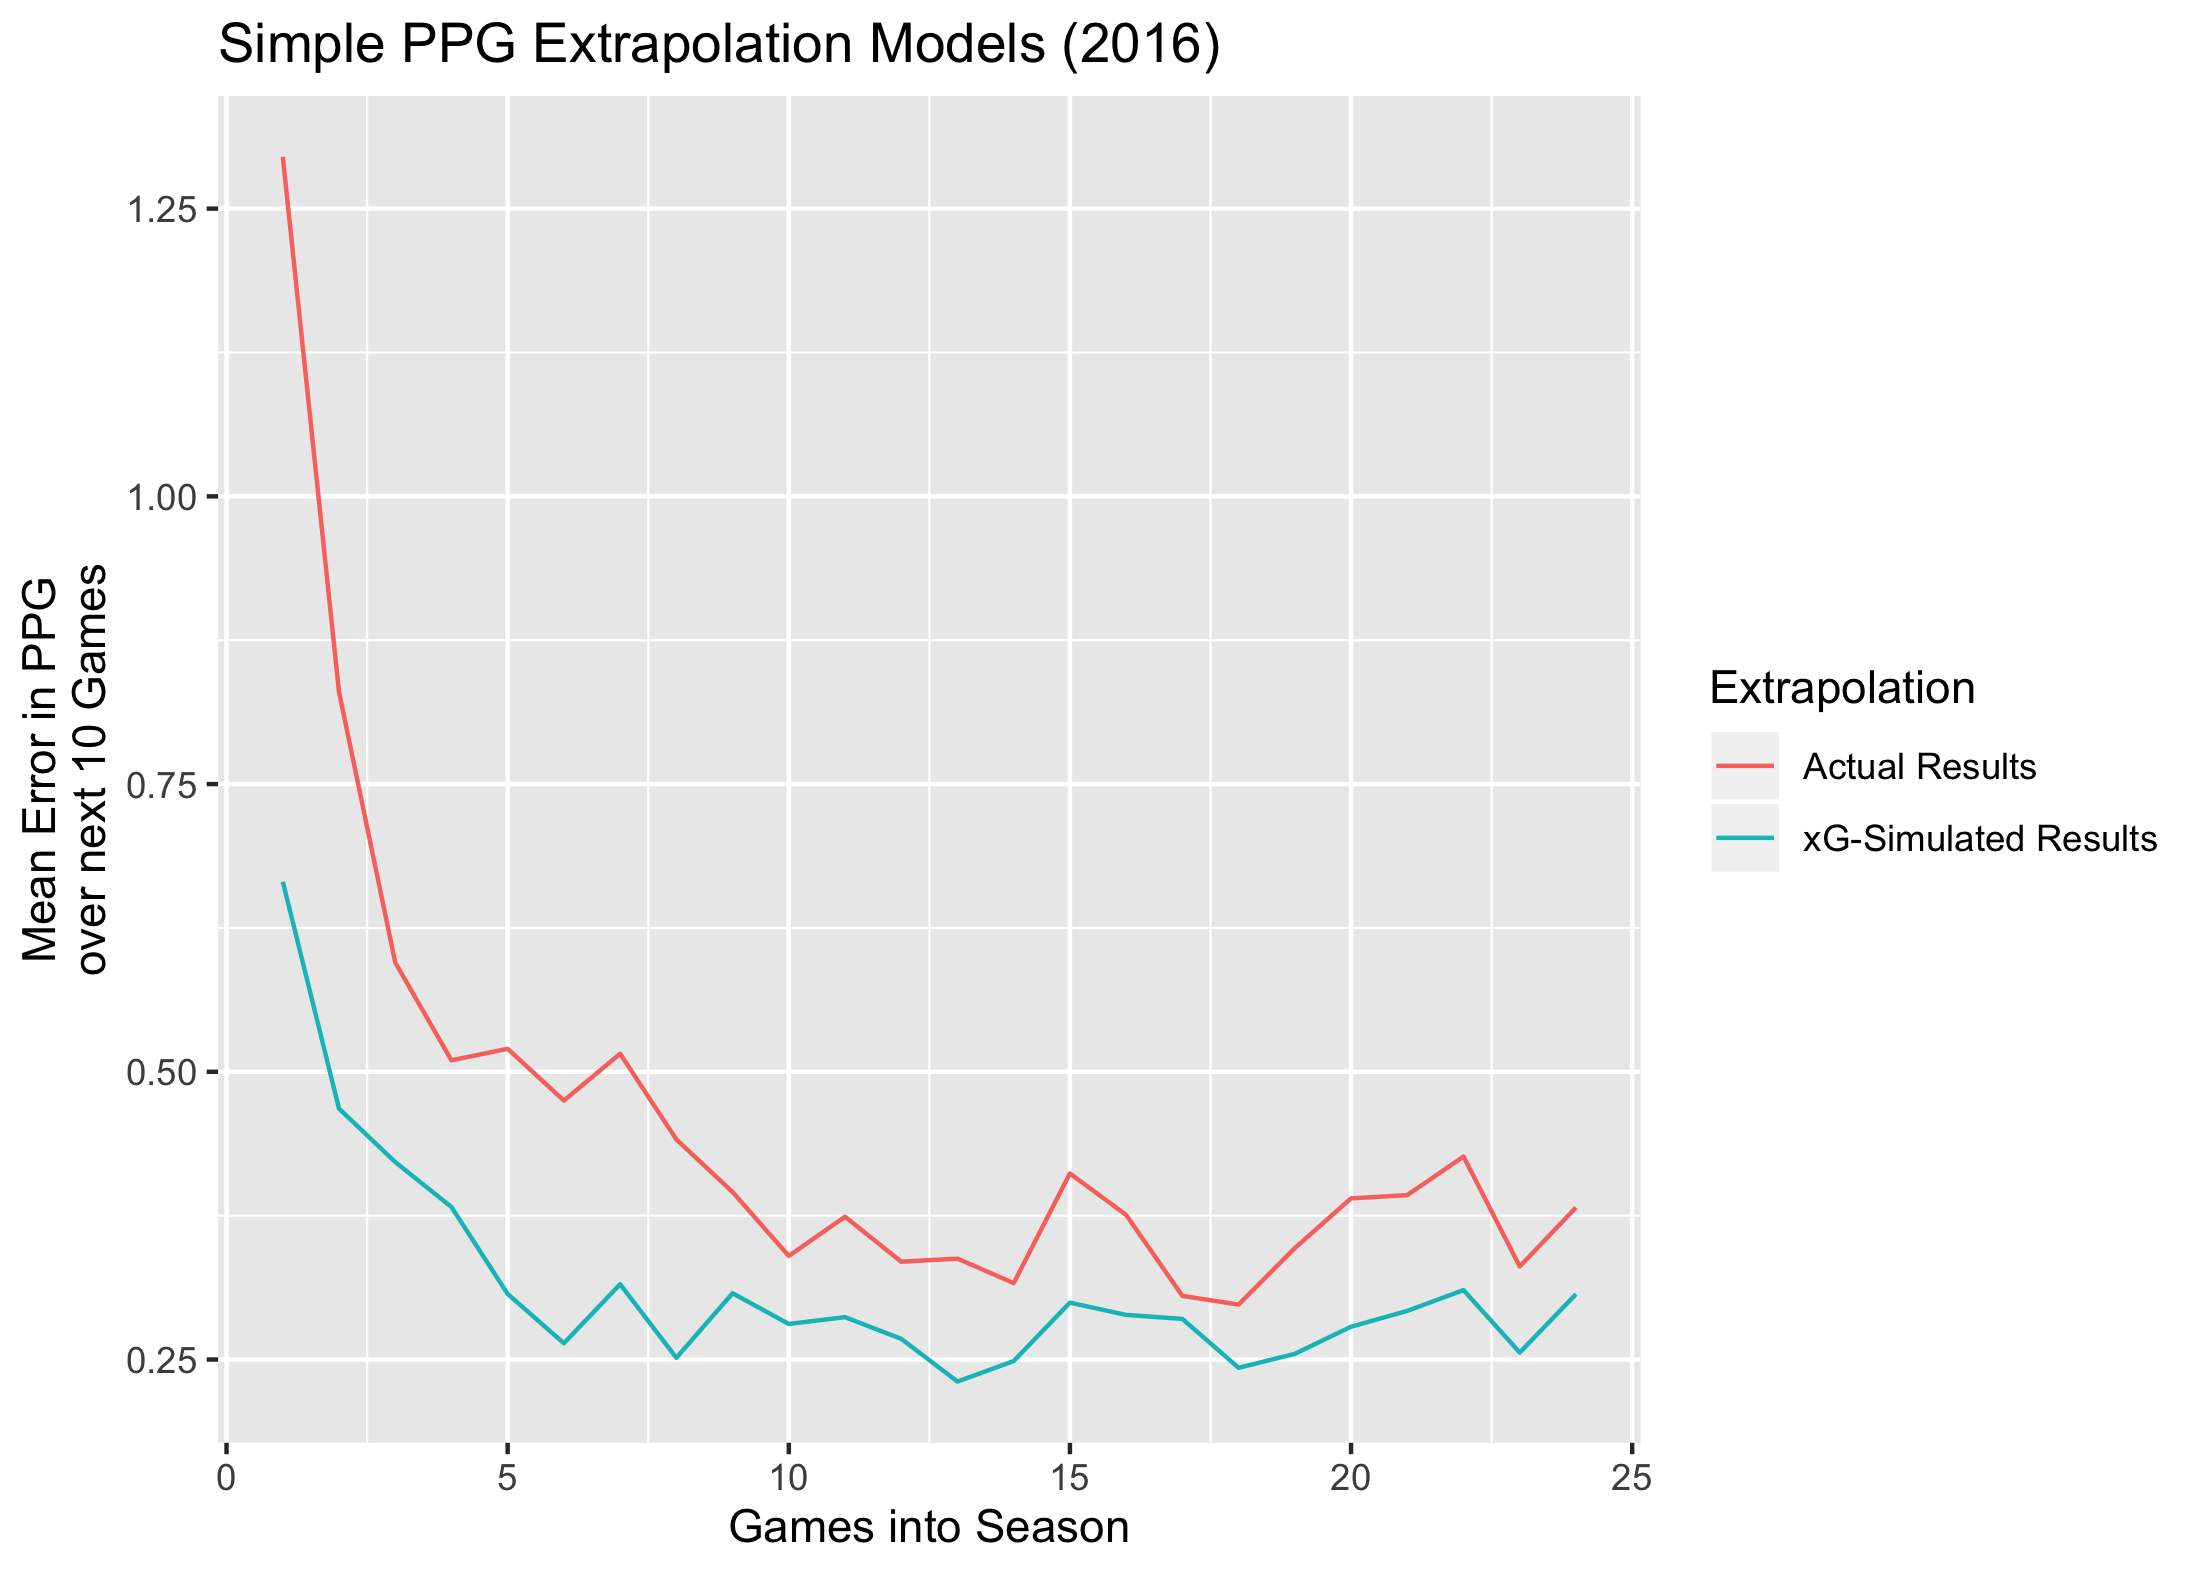 Simple PPG Extrapolation Models (2016)
Mean Error in PPG
over next 10 Games
1.25
1.00
0.75
0.50
0.25
0
5
10
15
20
25
Games into Season
Extrapolation
Actual Results
xG-Simulated Results